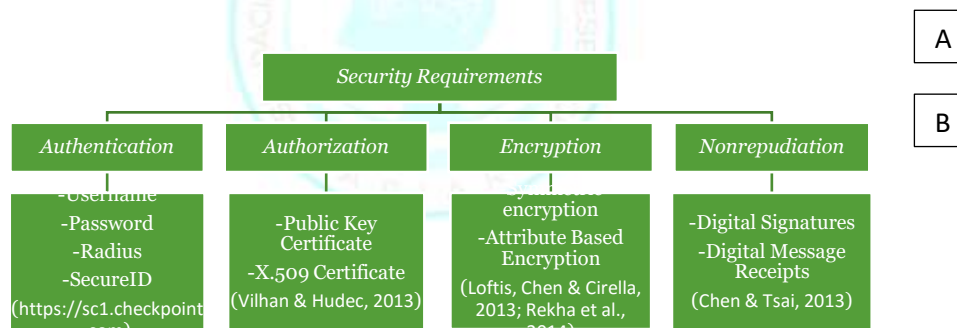 A
Security Requirements
B
Authentication
Authorization
Encryption
Nonrepudiation
-Username
-Password
-Radius
-SecureID
(https://sc1.checkpoint
-Public Key
Certificate
-X.509 Certificate
(Vilhan & Hudec, 2013)
encryption
-Attribute Based
Encryption
(Loftis, Chen & Cirella,
2013; Rekha et al.,
2014)
-Digital Signatures
-Digital Message
Receipts
(Chen & Tsai, 2013)